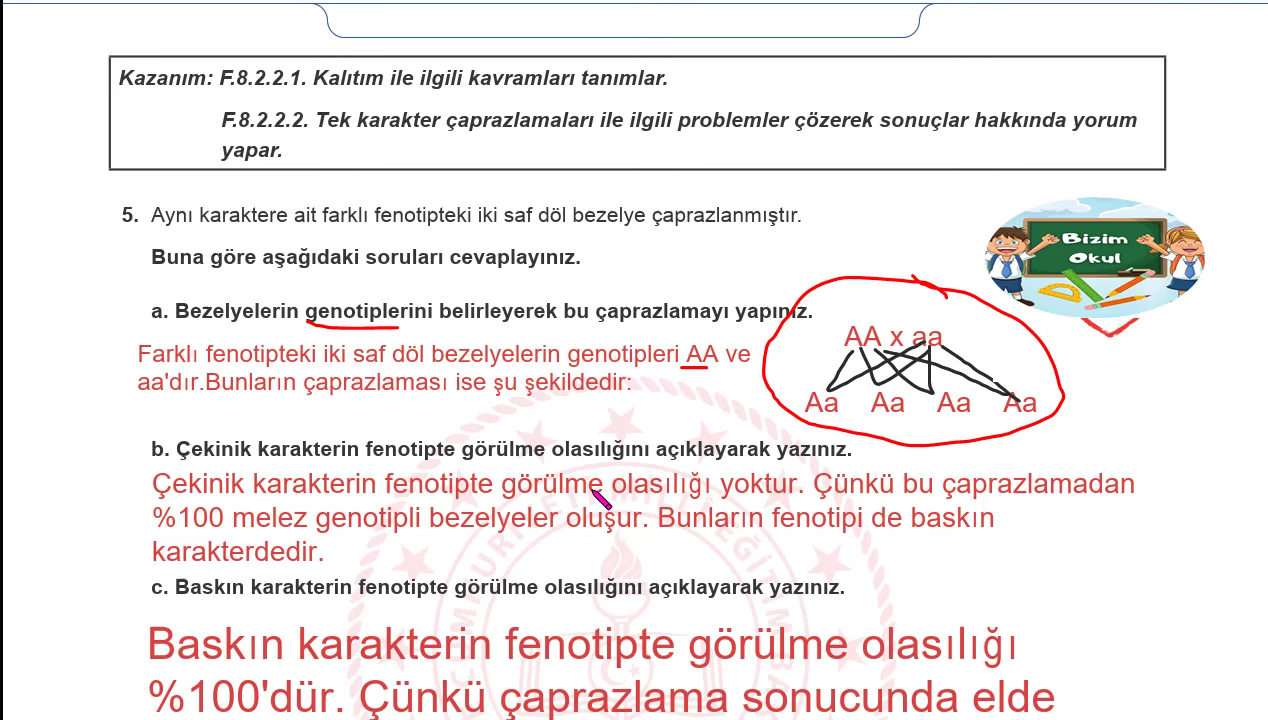 Kazanım: F.8.2.2.1. Kalıtım ile ilgili kavramları tanımlar.
F.8.2.2.2. Tek karakter çaprazlamaları ile ilgili problemler çözerek sonuçlar hakkında yorum
yapar.
5. Aynı karaktere ait farklı fenotipteki iki saf döl bezelye çaprazlanmıştır.
Bizim
Okul
Buna göre aşağıdaki soruları cevaplayınız.
a. Bezelyelerin genotiplerini belirleyerek bu çaprazlamayı yapınız.
AA x aa
Farklı fenotipteki iki saf döl bezelyelerin genotipleri AA ve
aa'dır.Bunların çaprazlaması ise şu şekildedir:
Aa Aa Aa Aa
b. Çekinik karakterin fenotipte görülme olasılığını açıklayarak yazınız.
Çekinik karakterin fenotipte görülme olasılığı yoktur. Çünkü bu çaprazlamadan
%100 melez genotipli bezelyeler oluşur. Bunların fenotipi de baskın
karakterdedir.
c. Baskın karakterin fenotipte görülme olasılığını açıklayarak yazınız.
Baskın karakterin fenotipte görülme olasılığı
%100'dür. Çünkü çaprazlama sonucunda elde